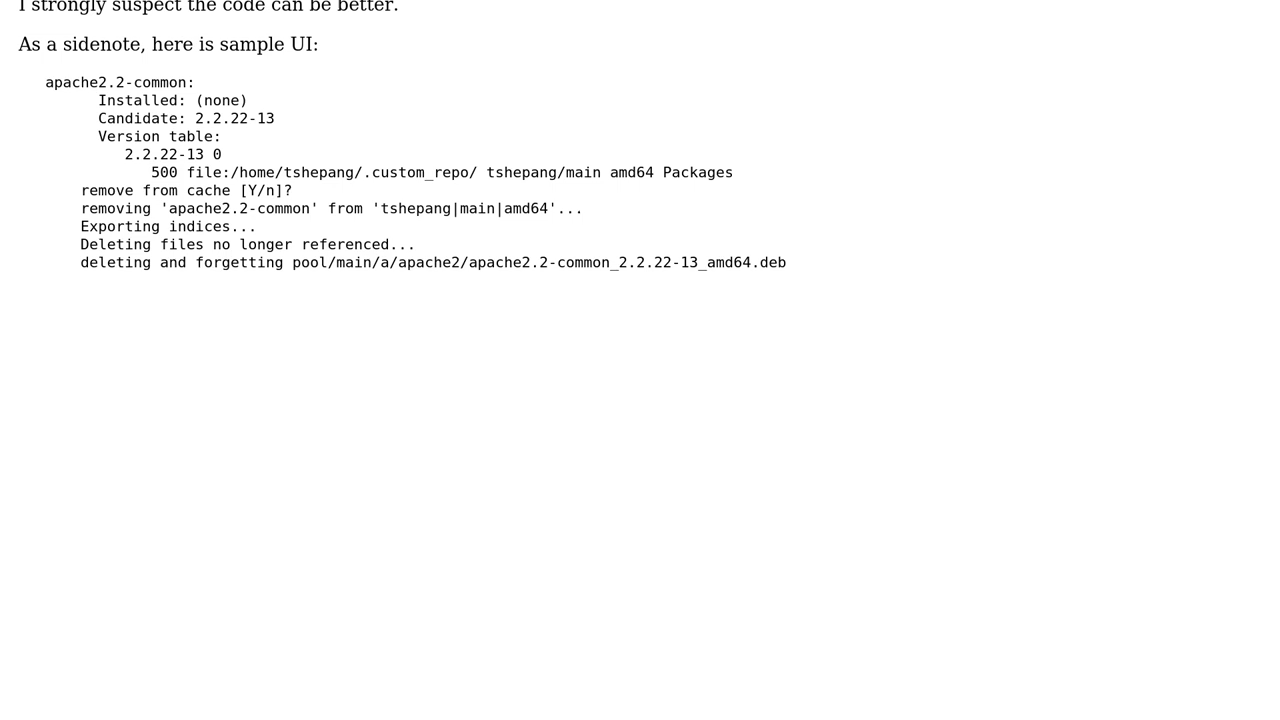 I strongly suspect the code can be better.
As a sidenote, here is sample UI:
apache2.2-common:
Installed: (none)
Candidate: 2.2.22-13
Version table:
2.2.22-13 0
500 file:/home/tshepang/.custom_repo/ tshepang/main amd64 Packages
remove from cache [Y/n]?
removing 'apache2.2-common' from 'tshepang|main|amd64'...
Exporting indices...
Deleting files no longer referenced...
deleting and forgetting pool/main/a/apache2/apache2.2-common_2.2.22-13_amd64.deb